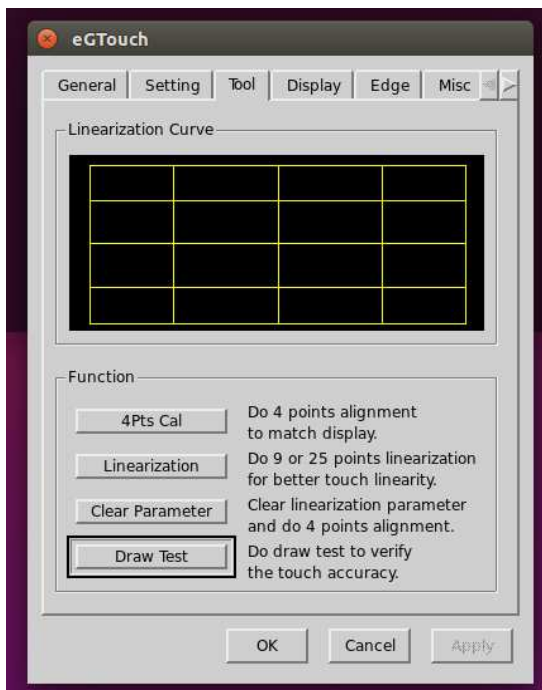 eGTouch
General Setting Tool Display Edge Misc
Linearization Curve
Function
4Pts Cal
Do 4 points alignment
to match display.
Linearization
Do 9 or 25 points linearization
for better touch linearity.
Clear Parameter
Clear linearization parameter
and do 4 points alignment.
Draw Test
Do draw test to verify
the touch accuracy.
OK Cancel Apply